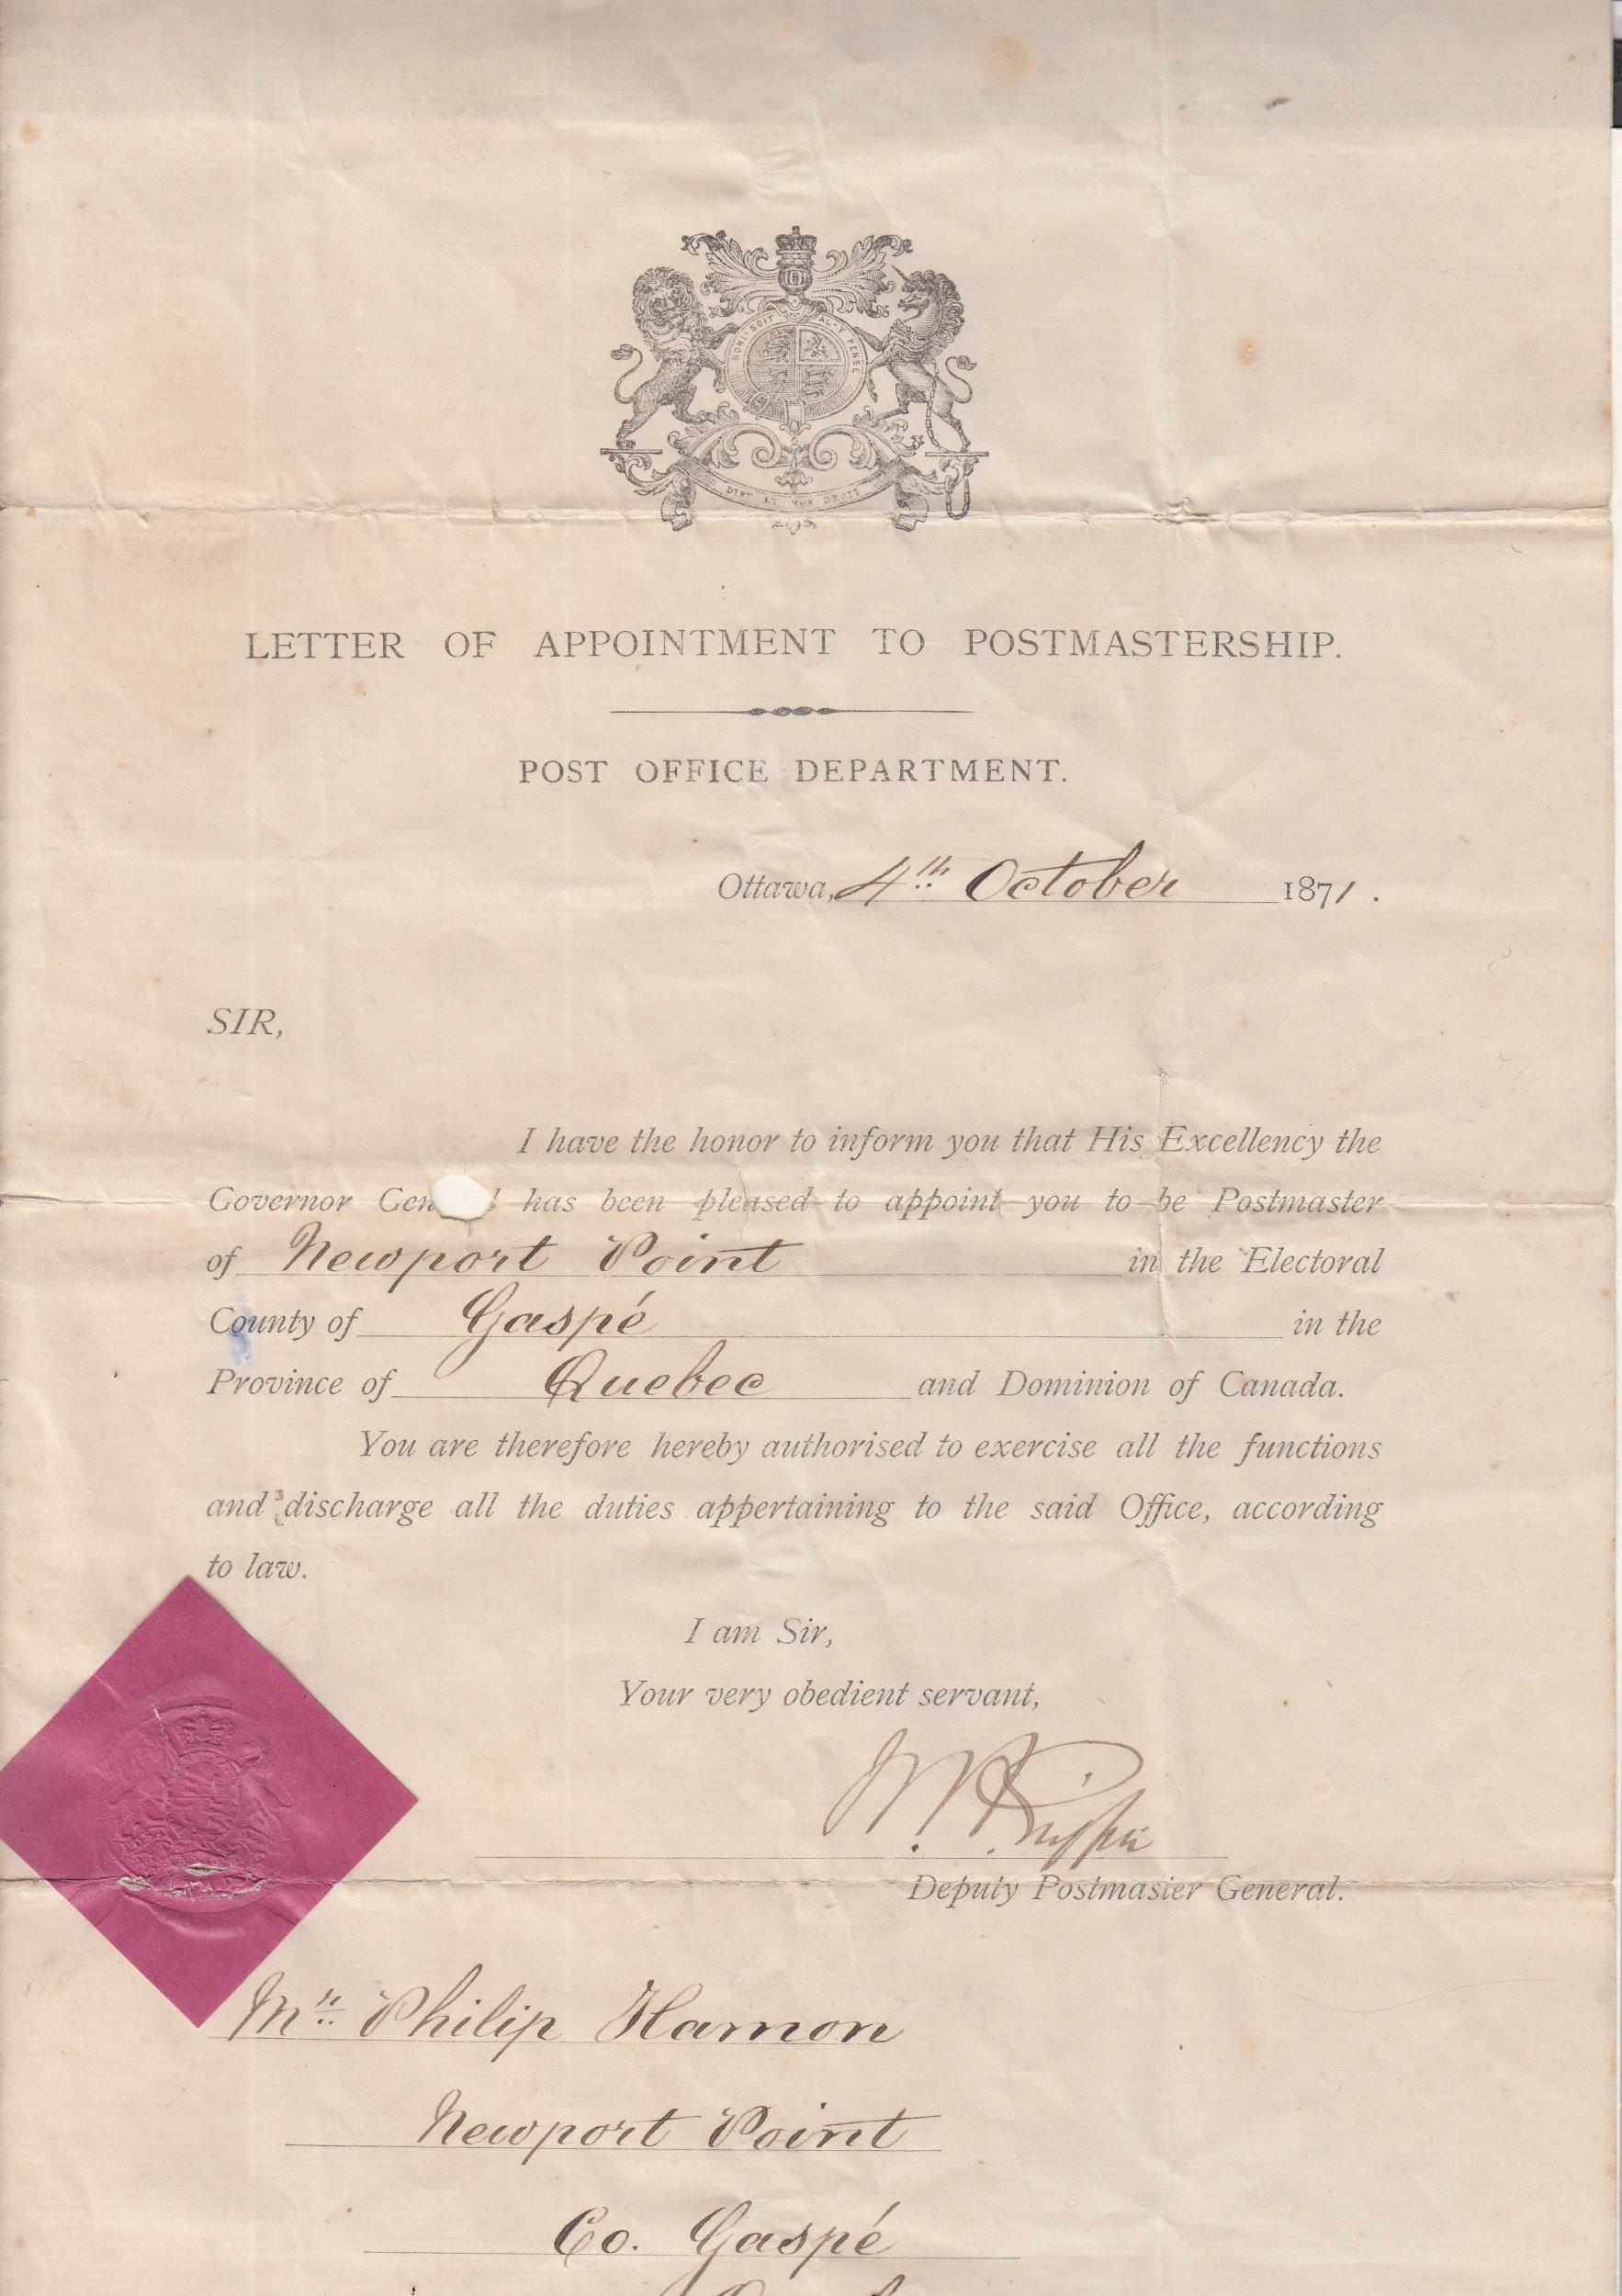 HONI SOIT AL Y PENSE
DIEU ET MON DROIT
LETTER OF APPOINTMENT TO POSTMASTERSHIP.
POST OFFICE DEPARTMENT.
Ottawa, 4th October 1871.
SIR,
I have the honor to inform you that His Excellency the
Governor Gen l has been pleased to appoint you to be Postmaster
of Newport Point in the Electoral
County of Gaspé in the
Province of Quebec and Dominion of Canada.
You are therefore hereby authorised to exercise all the functions
and discharge all the duties appertaining to the said Office, according
to law.
I am Sir,
Your very obedient servant,
W. H. Griffin
Deputy Postmaster General.
Mr. Philip Hamon
Newport Point
Co. Gaspé